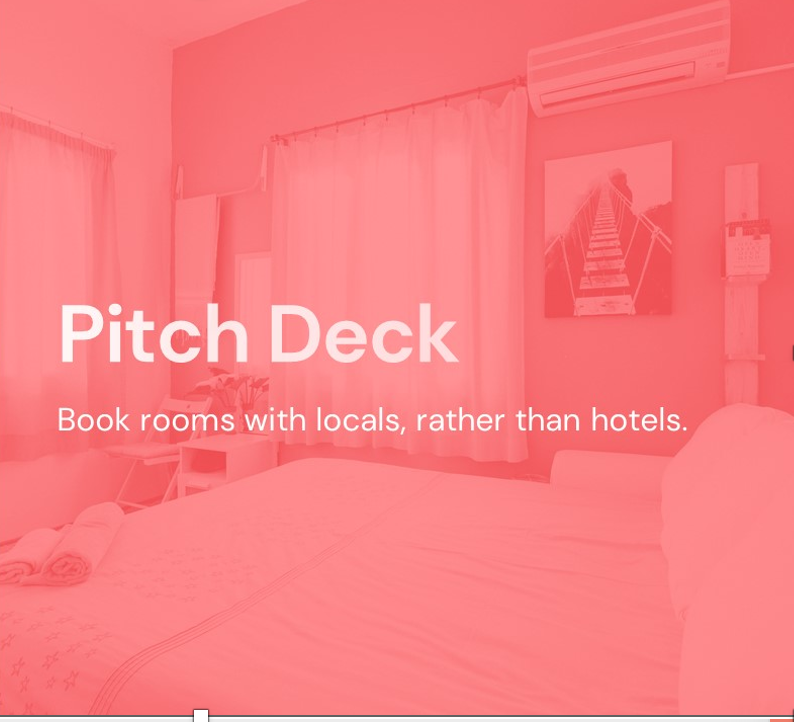 Pitch Deck
Book rooms with locals, rather than hotels.